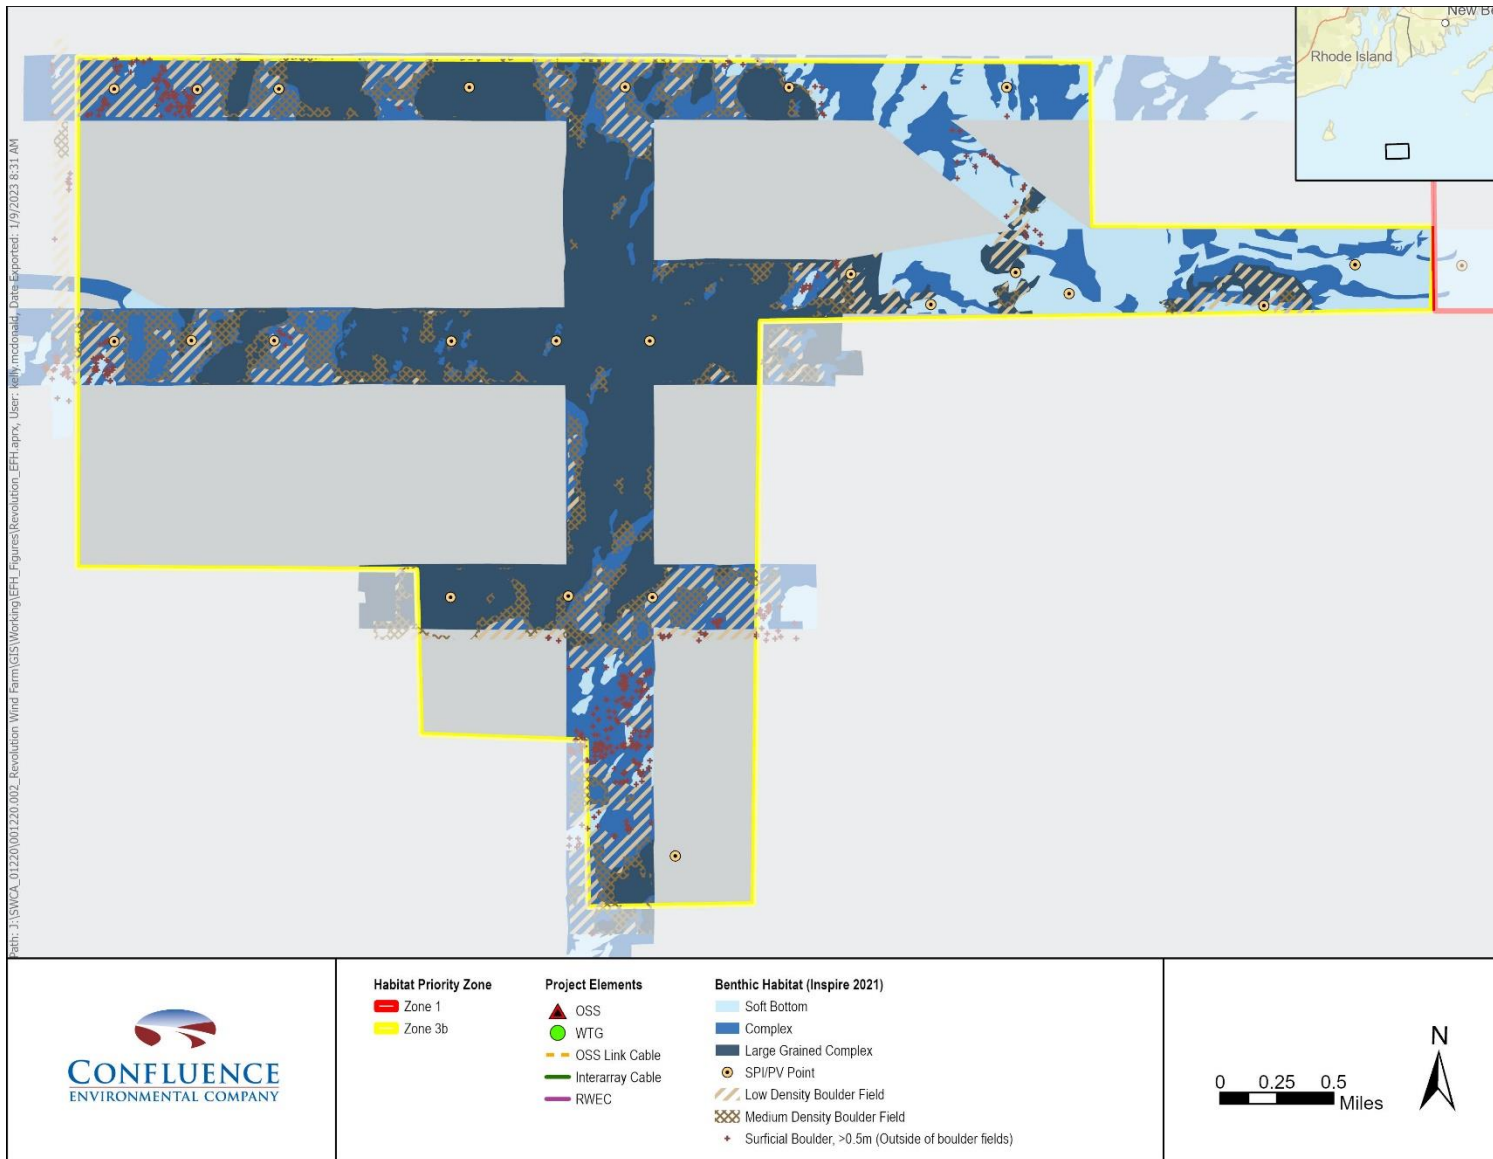 New Be
Rhode Island
Path: J:\SWCA_01220\001220.002_Revolution Wind Farm\GIS\Working\EFH_Figures\Revolution_EFH.aprx, User: kelly.mcdonald, Date Exported: 1/9/2023 8:31 AM
CONFLUENCE
ENVIRONMENTAL COMPANY
Habitat Priority Zone
Zone 1
Zone 3b
Project Elements
OSS
WTG
OSS Link Cable
Interarray Cable
RWEC
Benthic Habitat (Inspire 2021)
Soft Bottom
Complex
Large Grained Complex
SPI/PV Point
Low Density Boulder Field
Medium Density Boulder Field
Surficial Boulder, >0.5m (Outside of boulder fields)
0 0.25 0.5
Miles
N